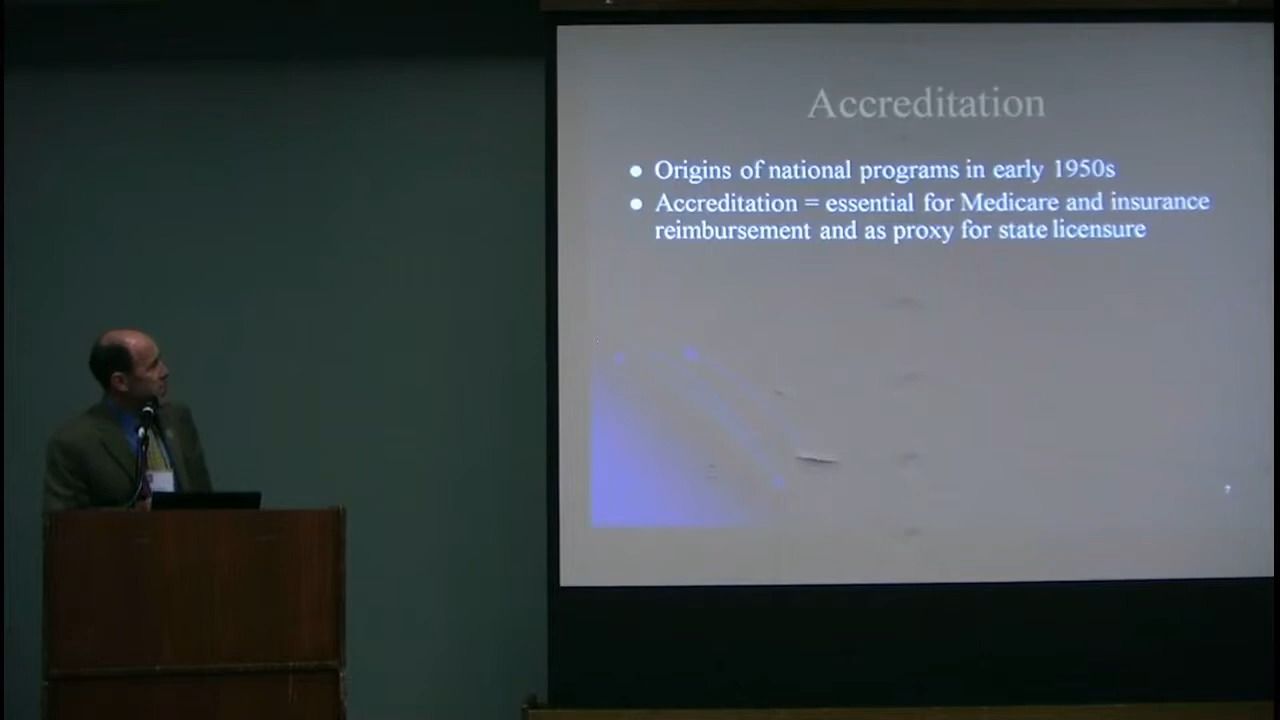 Accreditation
• Origins of national programs in early 1950s
• Accreditation = essential for Medicare and insurance
reimbursement and as proxy for state licensure
7